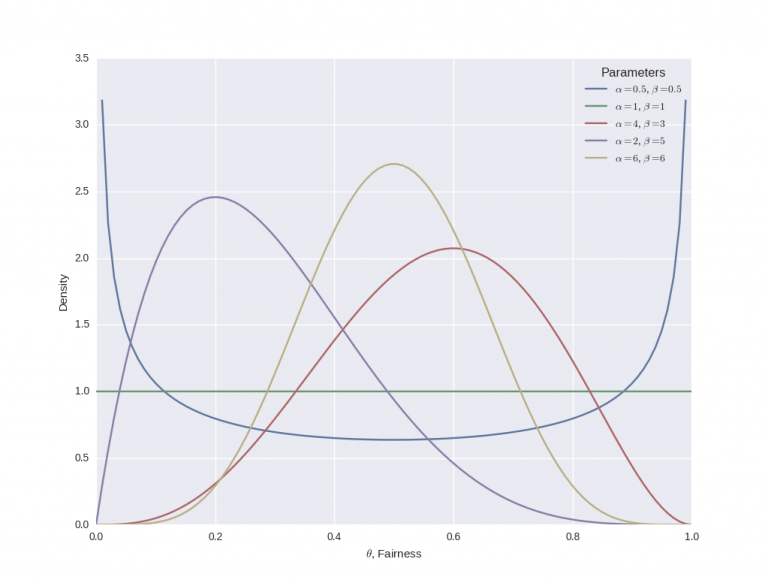 3.5
3.0
2.5
2.0
1.5
1.0
0.5
0.0
Density
Parameters
α=0.5, β=0.5
α=1, β=1
α=4, β=3
α=2, β=5
α=6, β=6
0.0 0.2 0.4 0.6 0.8 1.0
θ, Fairness